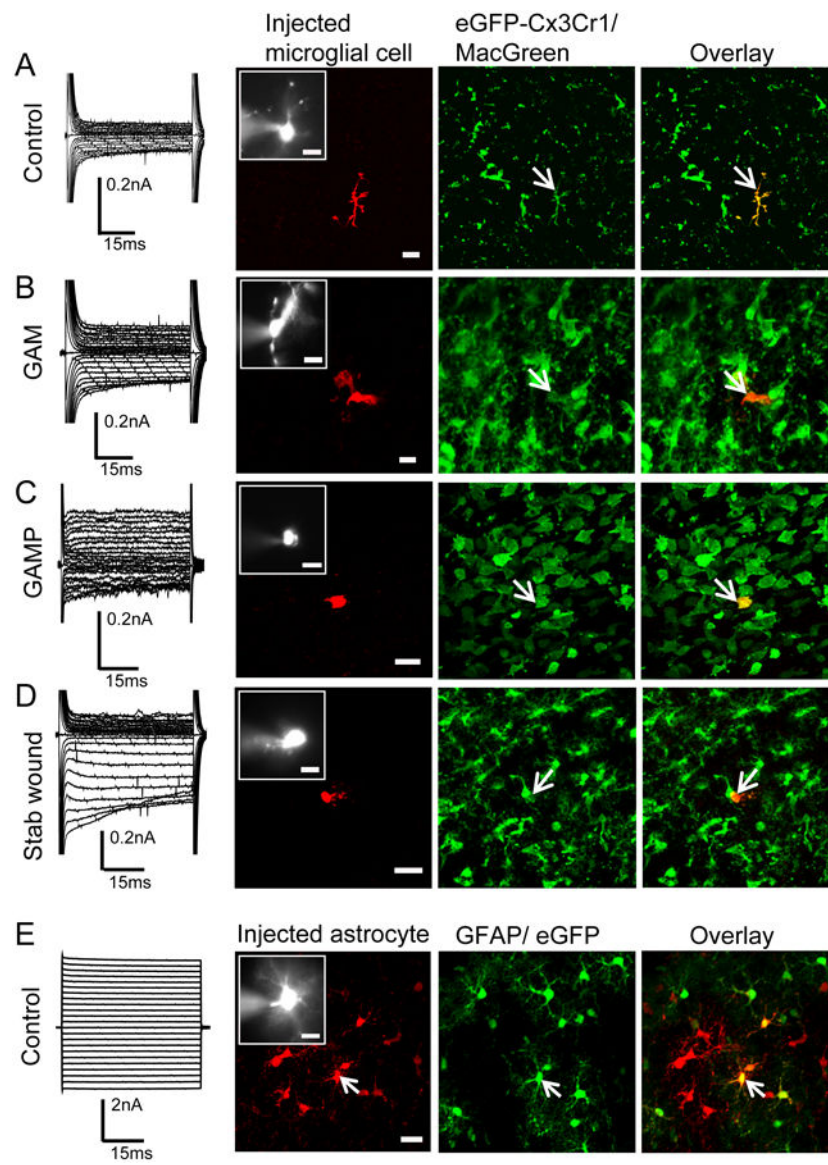 Injected microglial cell
eGFP-Cx3Cr1/ MacGreen
Overlay
A
Control
0.2nA
15ms
B
GAM
0.2nA
15ms
C
GAMP
0.2nA
15ms
D
Stab wound
0.2nA
15ms
E
Injected astrocyte
GFAP/ eGFP
Overlay
Control
2nA
15ms